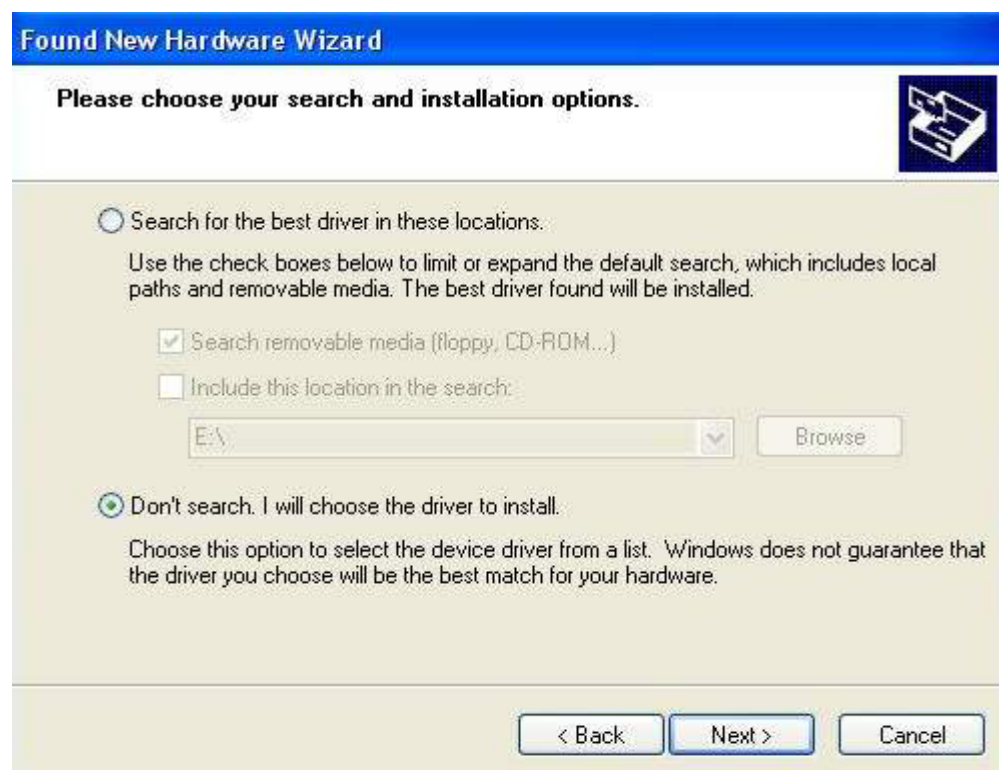 Found New Hardware Wizard
Please choose your search and installation options.
Search for the best driver in these locations.
Use the check boxes below to limit or expand the default search, which includes local
paths and removable media. The best driver found will be installed.
Search removable media (floppy, CD-ROM...)
Include this location in the search:
E:\
Browse
Don't search. I will choose the driver to install.
Choose this option to select the device driver from a list.  Windows does not guarantee that
the driver you choose will be the best match for your hardware.
< Back
Next >
Cancel